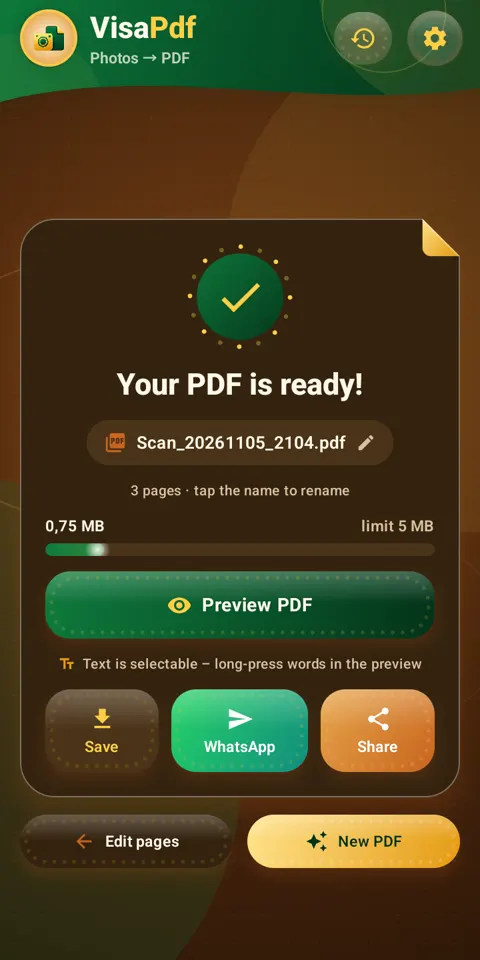 VisaPdf
Photos → PDF
Your PDF is ready!
PDF
Scan_20261105_2104.pdf
3 pages · tap the name to rename
0,75 MB
limit 5 MB
Preview PDF
Tт Text is selectable – long-press words in the preview
Save
WhatsApp
Share
Edit pages
New PDF